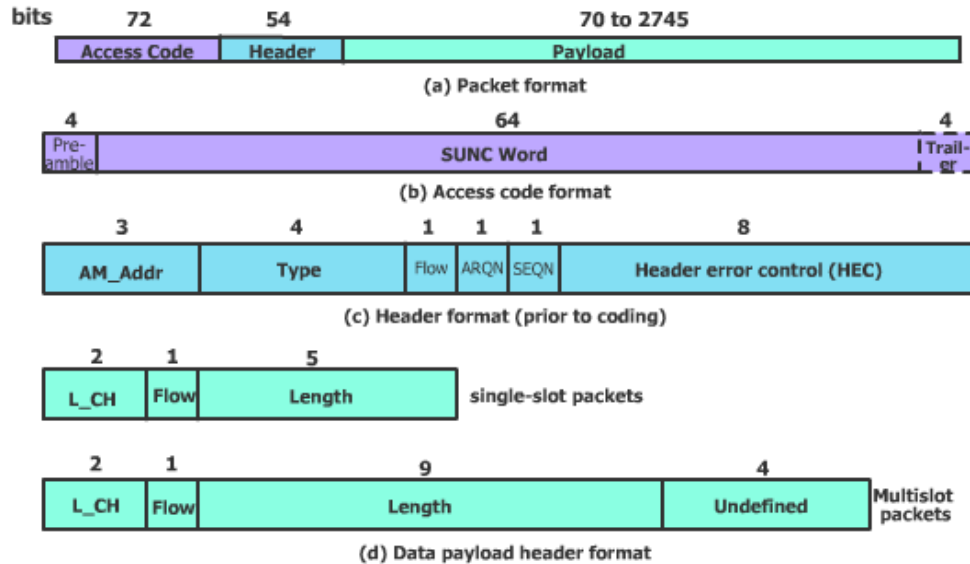 bits 72 54 70 to 2745
Access Code Header Payload
(a) Packet format
4 64 4
Pre-
amble SUNC Word Trail-
er
(b) Access code format
3 4 1 1 1 8
AM_Addr Type Flow ARQN SEQN Header error control (HEC)
(c) Header format (prior to coding)
2 1 5
L_CH Flow Length single-slot packets
2 1 9 4
L_CH Flow Length Undefined Multislot
packets
(d) Data payload header format